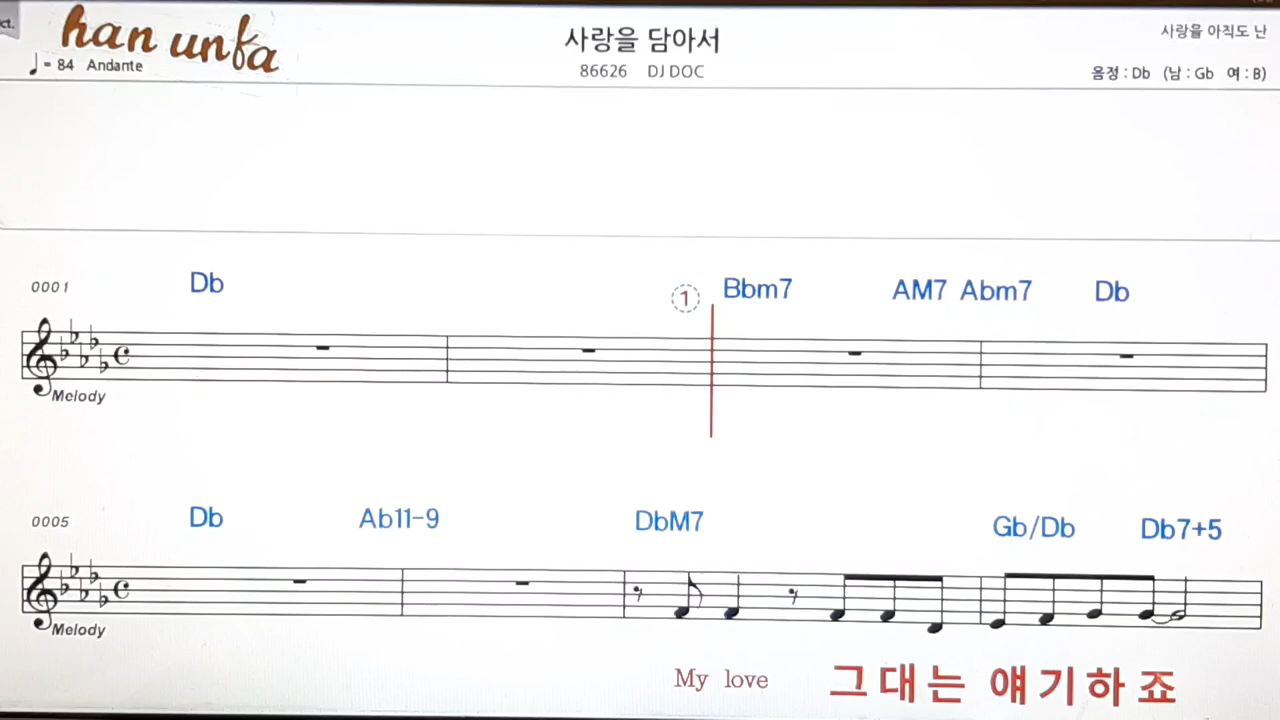 ct.
han unfa
사랑을 담아서
사랑을 아직도 난
♩= 84 Andante
86626 DJ DOC
음정 : Db (남 : Gb 여 : B)
0001 Db ① Bbm7 AM7 Abm7 Db
Melody
0005 Db Ab11-9 DbM7 Gb/Db Db7+5
Melody
My love 그대는 얘기하죠